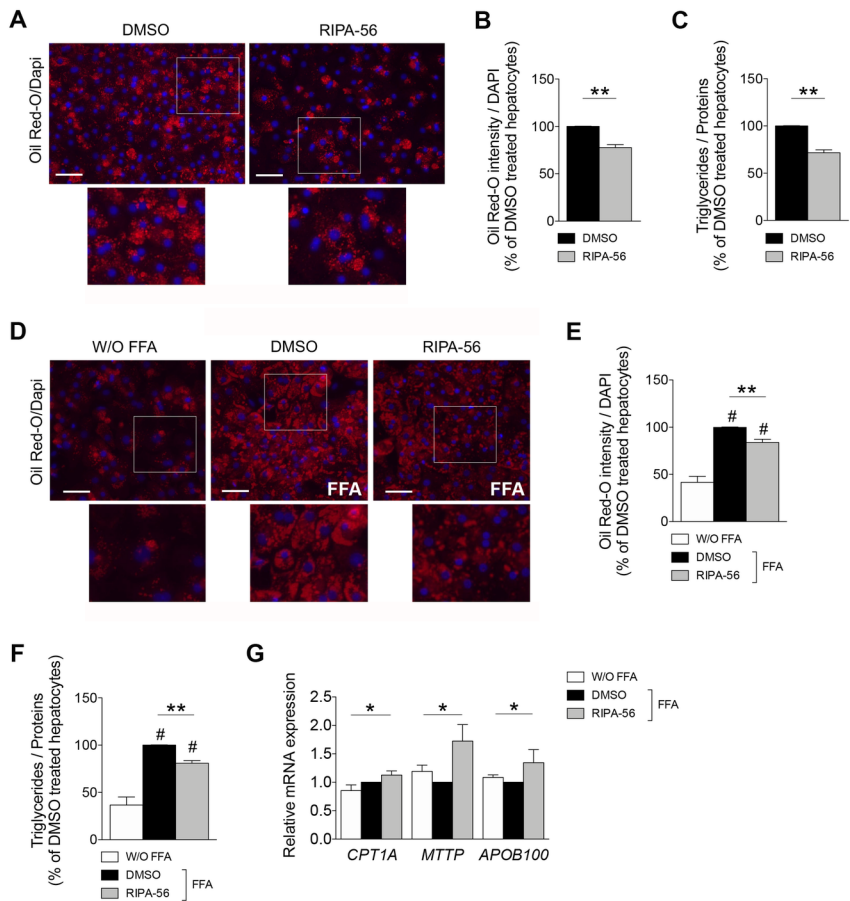 A
DMSO
RIPA-56
Oil Red-O/Dapi
B
150
100
50
0
Oil Red-O intensity / DAPI
(% of DMSO treated hepatocytes)
**
DMSO
RIPA-56
C
150
100
50
0
Triglycerides / Proteins
(% of DMSO treated hepatocytes)
**
DMSO
RIPA-56
D
W/O FFA
DMSO
RIPA-56
Oil Red-O/Dapi
FFA
FFA
E
150
100
50
0
Oil Red-O intensity / DAPI
(% of DMSO treated hepatocytes)
**
#
#
W/O FFA
DMSO
RIPA-56
FFA
F
150
100
50
0
Triglycerides / Proteins
(% of DMSO treated hepatocytes)
**
#
#
W/O FFA
DMSO
RIPA-56
FFA
G
W/O FFA
DMSO
RIPA-56
FFA
2.5
2.0
1.5
1.0
0.5
0.0
Relative mRNA expression
*
*
*
CPT1A
MTTP
APOB100